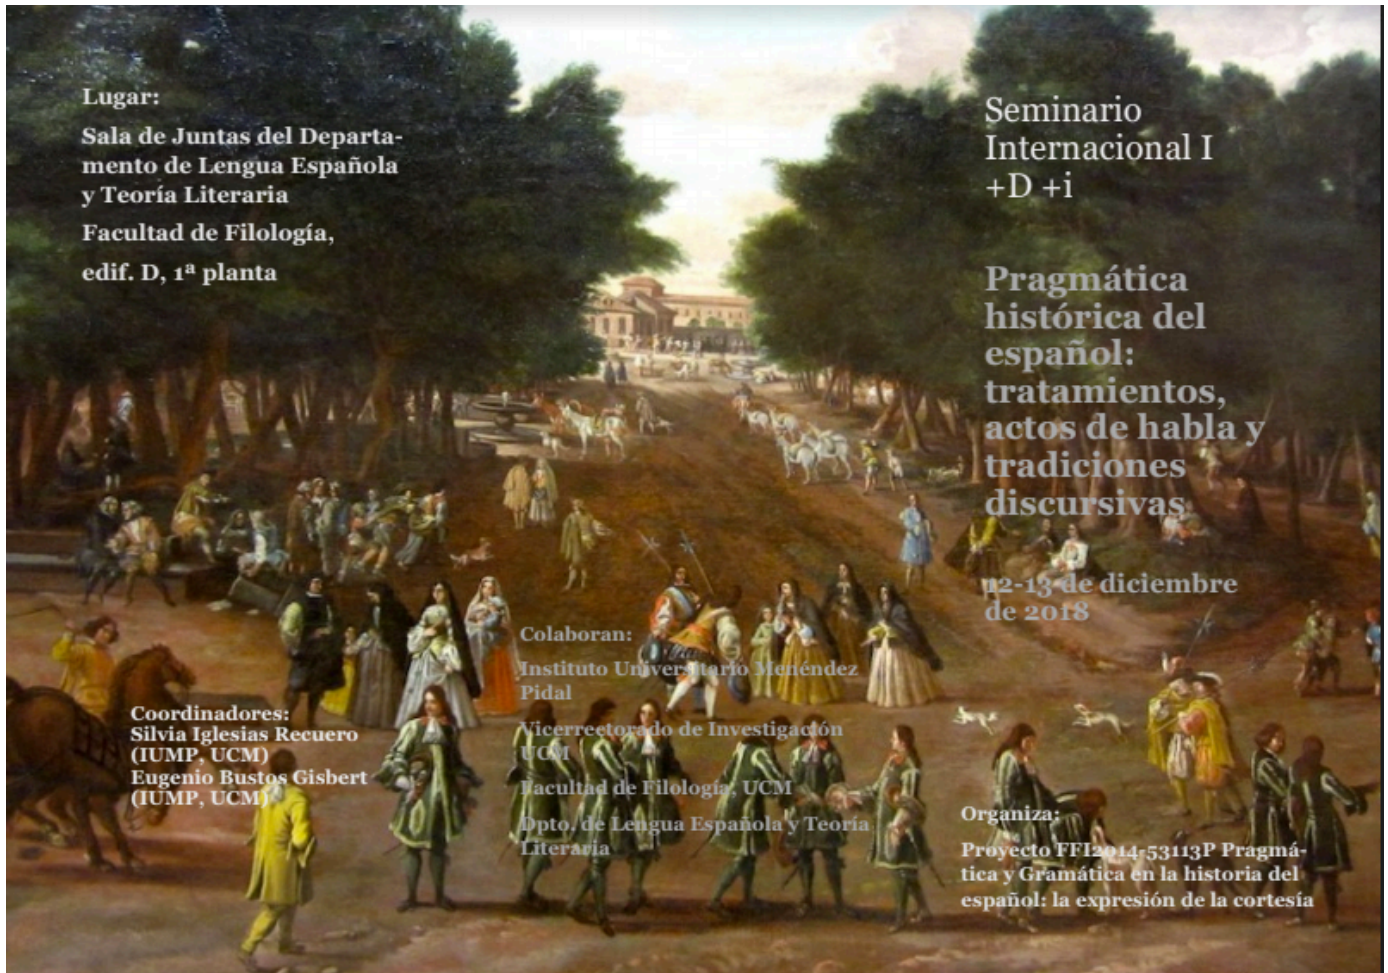 Lugar:
Sala de Juntas del Departa-
mento de Lengua Española
y Teoría Literaria
Facultad de Filología,
edif. D, 1ª planta
Coordinadores:
Silvia Iglesias Recuero
(IUMP, UCM)
Eugenio Bustos Gisbert
(IUMP, UCM)
Colaboran:
Instituto Universitario Menéndez
Pidal
Vicerrectorado de Investigación
UCM
Facultad de Filología, UCM
Dpto. de Lengua Española y Teoría
Literaria
Seminario
Internacional I
+D +i
Pragmática
histórica del
español:
tratamientos,
actos de habla y
tradiciones
discursivas
12-13 de diciembre
de 2018
Organiza:
Proyecto FFI2014-53113P Pragmá-
tica y Gramática en la historia del
español: la expresión de la cortesía